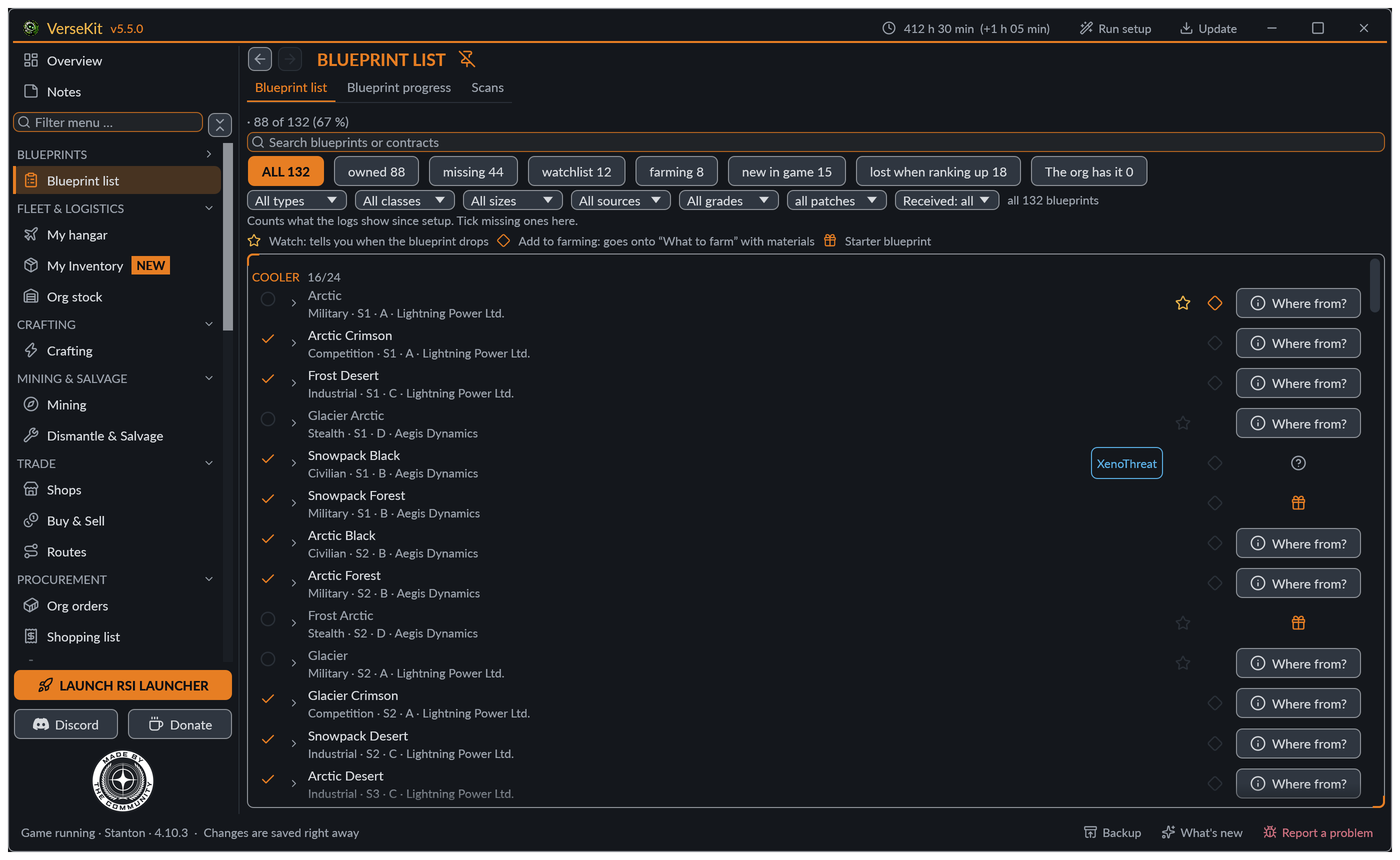 VerseKit v5.5.0
412 h 30 min (+1 h 05 min)
Run setup
Update
Overview
Notes
Filter menu ...
BLUEPRINTS
Blueprint list
FLEET & LOGISTICS
My hangar
My Inventory NEW
Org stock
CRAFTING
Crafting
MINING & SALVAGE
Mining
Dismantle & Salvage
TRADE
Shops
Buy & Sell
Routes
PROCUREMENT
Org orders
Shopping list
LAUNCH RSI LAUNCHER
Discord
Donate
MADE BY
THE COMMUNITY
BLUEPRINT LIST
Blueprint list Blueprint progress Scans
· 88 of 132 (67 %)
Search blueprints or contracts
ALL 132 owned 88 missing 44 watchlist 12 farming 8 new in game 15 lost when ranking up 18 The org has it 0
All types All classes All sizes All sources All grades all patches Received: all all 132 blueprints
Counts what the logs show since setup. Tick missing ones here.
Watch: tells you when the blueprint drops Add to farming: goes onto “What to farm” with materials Starter blueprint
COOLER 16/24
Arctic
Military · S1 · A · Lightning Power Ltd.
Where from?
Arctic Crimson
Competition · S1 · A · Lightning Power Ltd.
Where from?
Frost Desert
Industrial · S1 · C · Lightning Power Ltd.
Where from?
Glacier Arctic
Stealth · S1 · D · Aegis Dynamics
Where from?
Snowpack Black
Civilian · S1 · B · Aegis Dynamics
XenoThreat
Snowpack Forest
Military · S1 · B · Aegis Dynamics
Arctic Black
Civilian · S2 · B · Aegis Dynamics
Where from?
Arctic Forest
Military · S2 · B · Aegis Dynamics
Where from?
Frost Arctic
Stealth · S2 · D · Aegis Dynamics
Glacier
Military · S2 · A · Lightning Power Ltd.
Where from?
Glacier Crimson
Competition · S2 · A · Lightning Power Ltd.
Where from?
Snowpack Desert
Industrial · S2 · C · Lightning Power Ltd.
Where from?
Arctic Desert
Industrial · S3 · C · Lightning Power Ltd.
Where from?
Game running · Stanton · 4.10.3 · Changes are saved right away
Backup
What's new
Report a problem